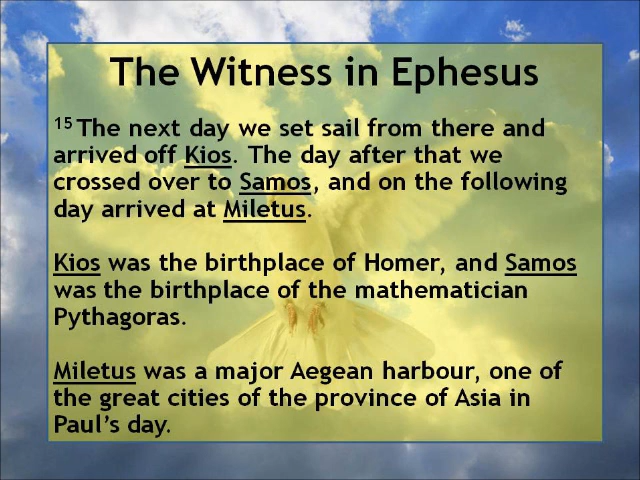 The Witness in Ephesus
15 The next day we set sail from there and
arrived off Kios. The day after that we
crossed over to Samos, and on the following
day arrived at Miletus.
Kios was the birthplace of Homer, and Samos
was the birthplace of the mathematician
Pythagoras.
Miletus was a major Aegean harbour, one of
the great cities of the province of Asia in
Paul's day.